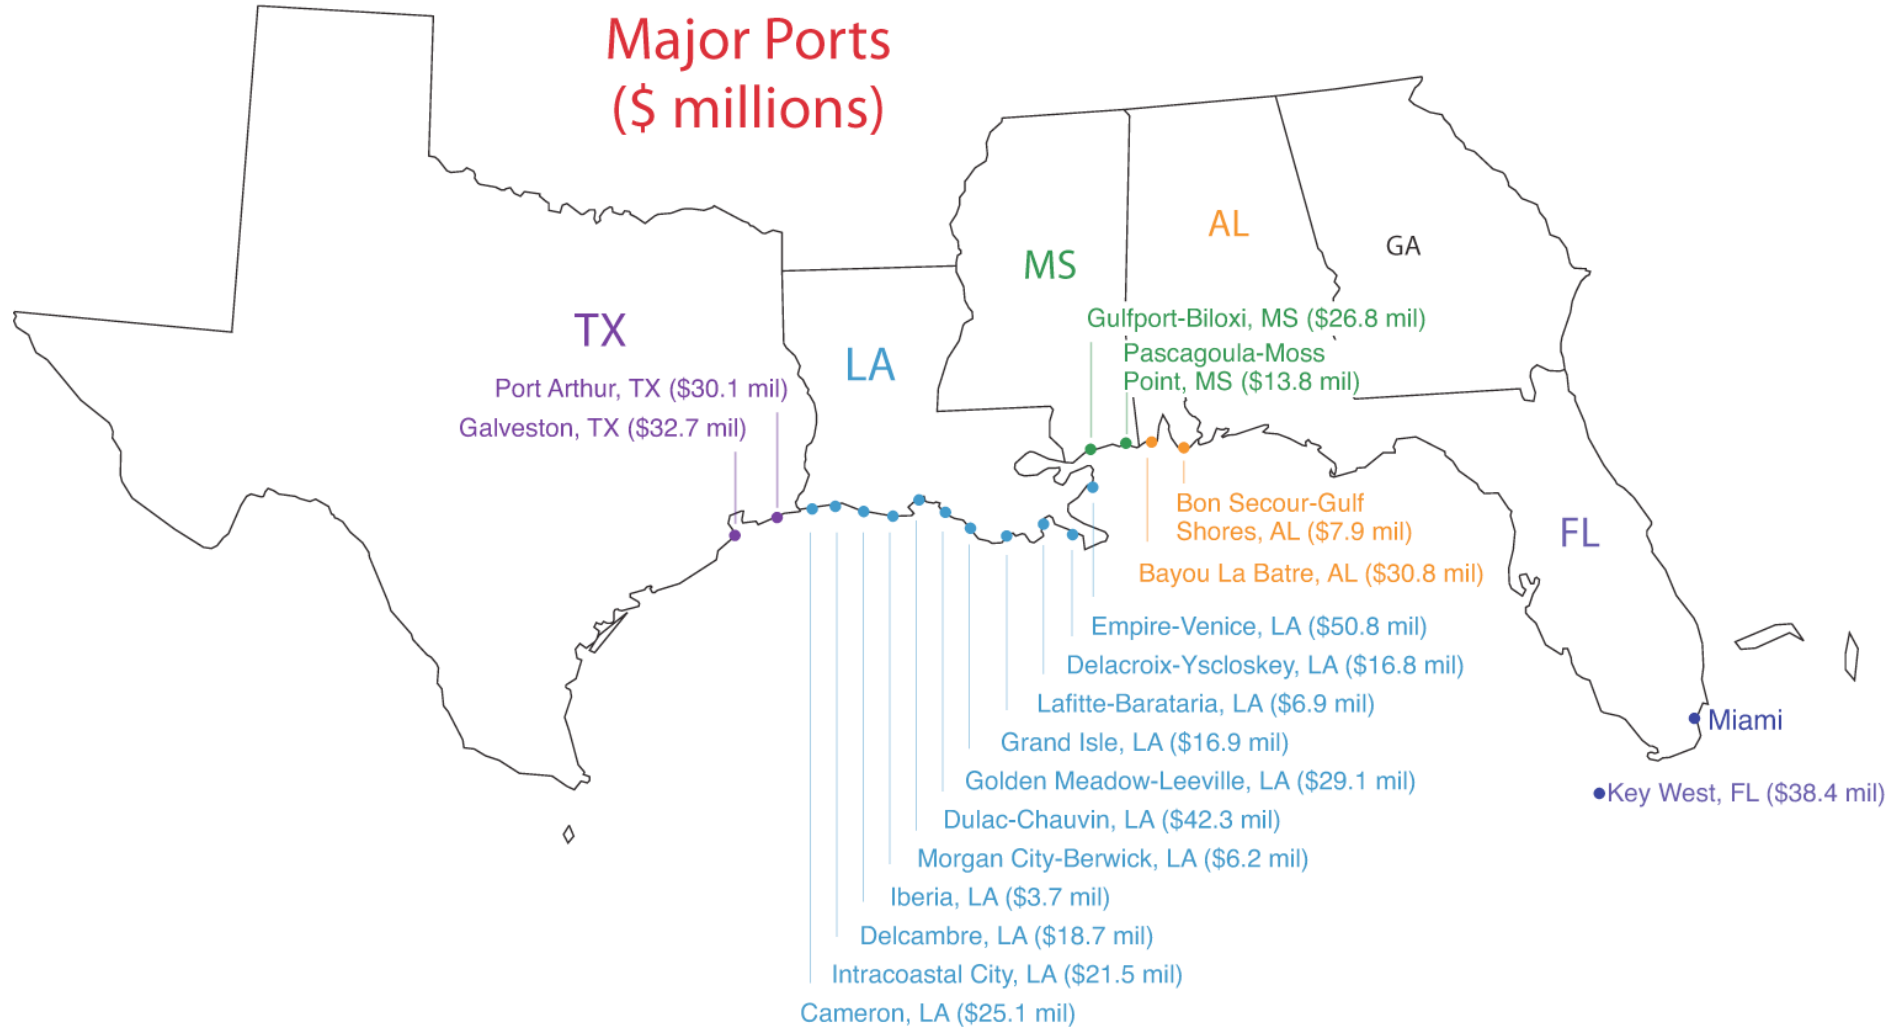 Major Ports
($ millions)
TX
LA
MS
AL
GA
FL
Port Arthur, TX ($30.1 mil)
Galveston, TX ($32.7 mil)
Gulfport-Biloxi, MS ($26.8 mil)
Pascagoula-Moss
Point, MS ($13.8 mil)
Bon Secour-Gulf
Shores, AL ($7.9 mil)
Bayou La Batre, AL ($30.8 mil)
Empire-Venice, LA ($50.8 mil)
Delacroix-Yscloskey, LA ($16.8 mil)
Lafitte-Barataria, LA ($6.9 mil)
Grand Isle, LA ($16.9 mil)
Golden Meadow-Leeville, LA ($29.1 mil)
Dulac-Chauvin, LA ($42.3 mil)
Morgan City-Berwick, LA ($6.2 mil)
Iberia, LA ($3.7 mil)
Delcambre, LA ($18.7 mil)
Intracoastal City, LA ($21.5 mil)
Cameron, LA ($25.1 mil)
Miami
Key West, FL ($38.4 mil)